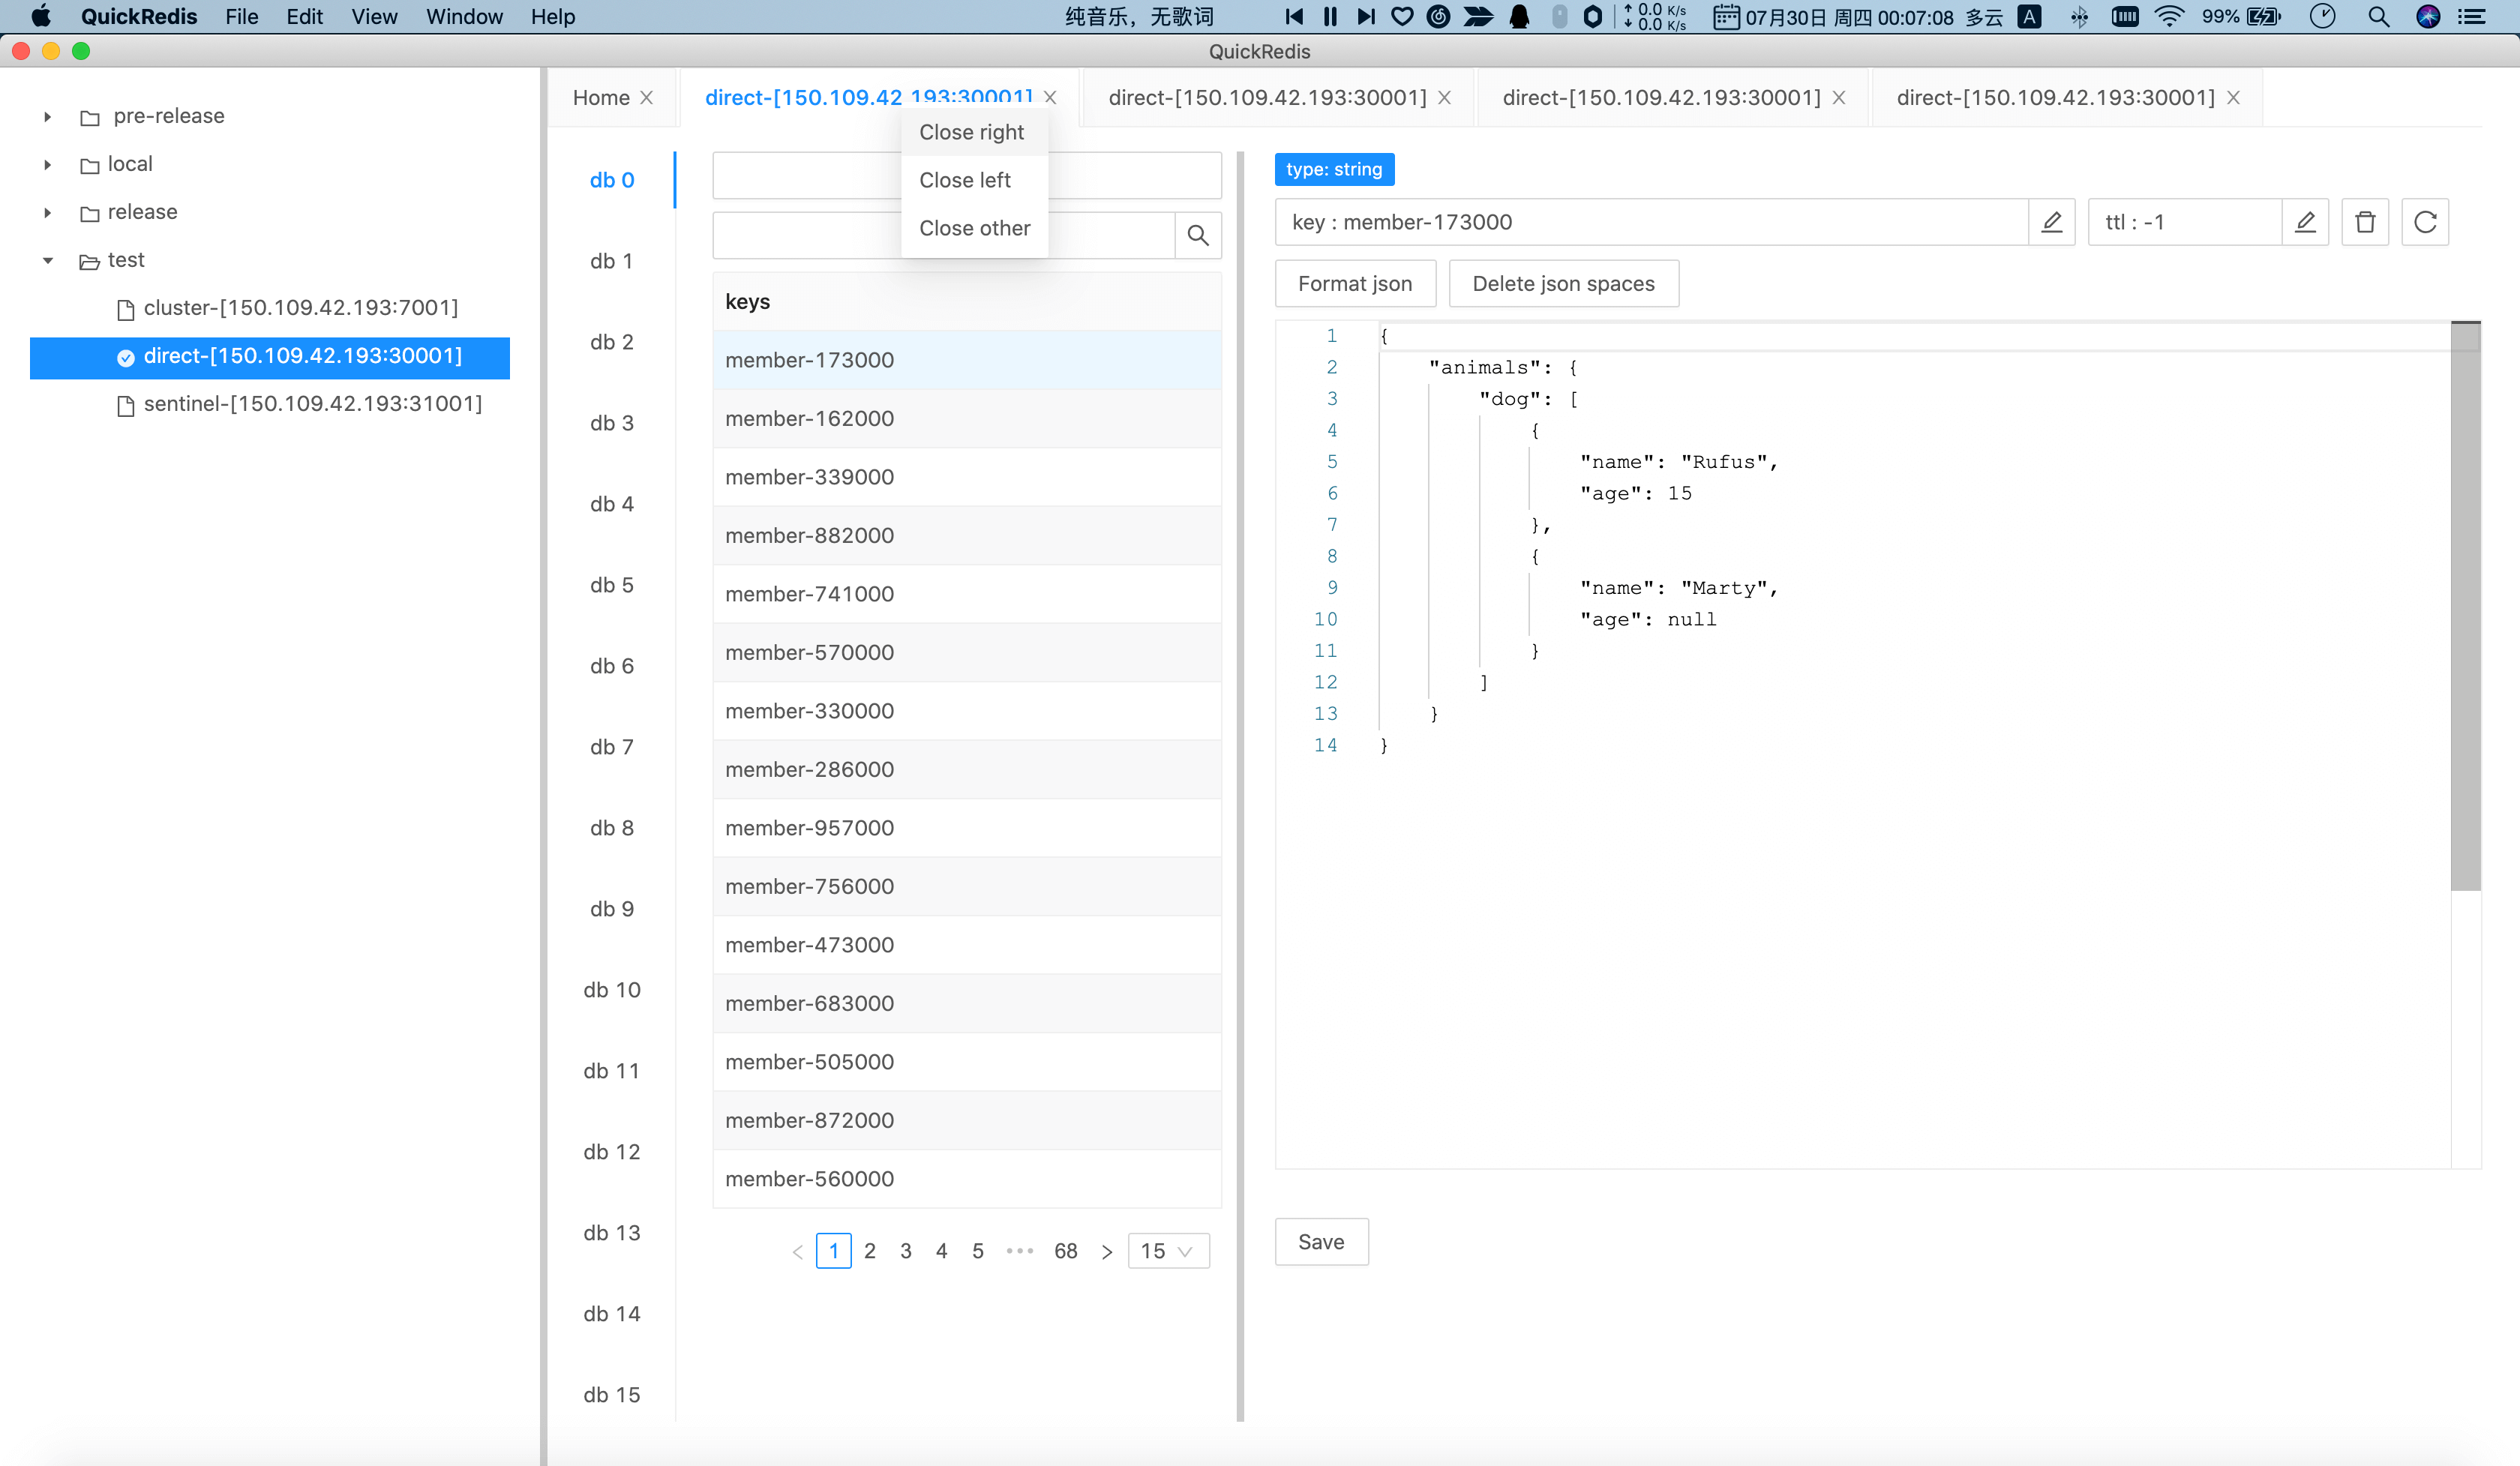 QuickRedis File Edit View Window Help 纯音乐，无歌词 0.0 K/s 0.0 K/s 07月30日 周四 00:07:08 多云 A 99%
QuickRedis
pre-release
local
release
test
cluster-[150.109.42.193:7001]
direct-[150.109.42.193:30001]
sentinel-[150.109.42.193:31001]
Home direct-[150.109.42.193:30001] direct-[150.109.42.193:30001] direct-[150.109.42.193:30001] direct-[150.109.42.193:30001]
Close right
Close left
Close other
db 0
db 1
db 2
db 3
db 4
db 5
db 6
db 7
db 8
db 9
db 10
db 11
db 12
db 13
db 14
db 15
keys
member-173000
member-162000
member-339000
member-882000
member-741000
member-570000
member-330000
member-286000
member-957000
member-756000
member-473000
member-683000
member-505000
member-872000
member-560000
< 1 2 3 4 5 ••• 68 > 15
type: string
key : member-173000 ttl : -1
Format json Delete json spaces
1 {
2 "animals": {
3 "dog": [
4 {
5 "name": "Rufus",
6 "age": 15
7 },
8 {
9 "name": "Marty",
10 "age": null
11 }
12 ]
13 }
14 }
Save